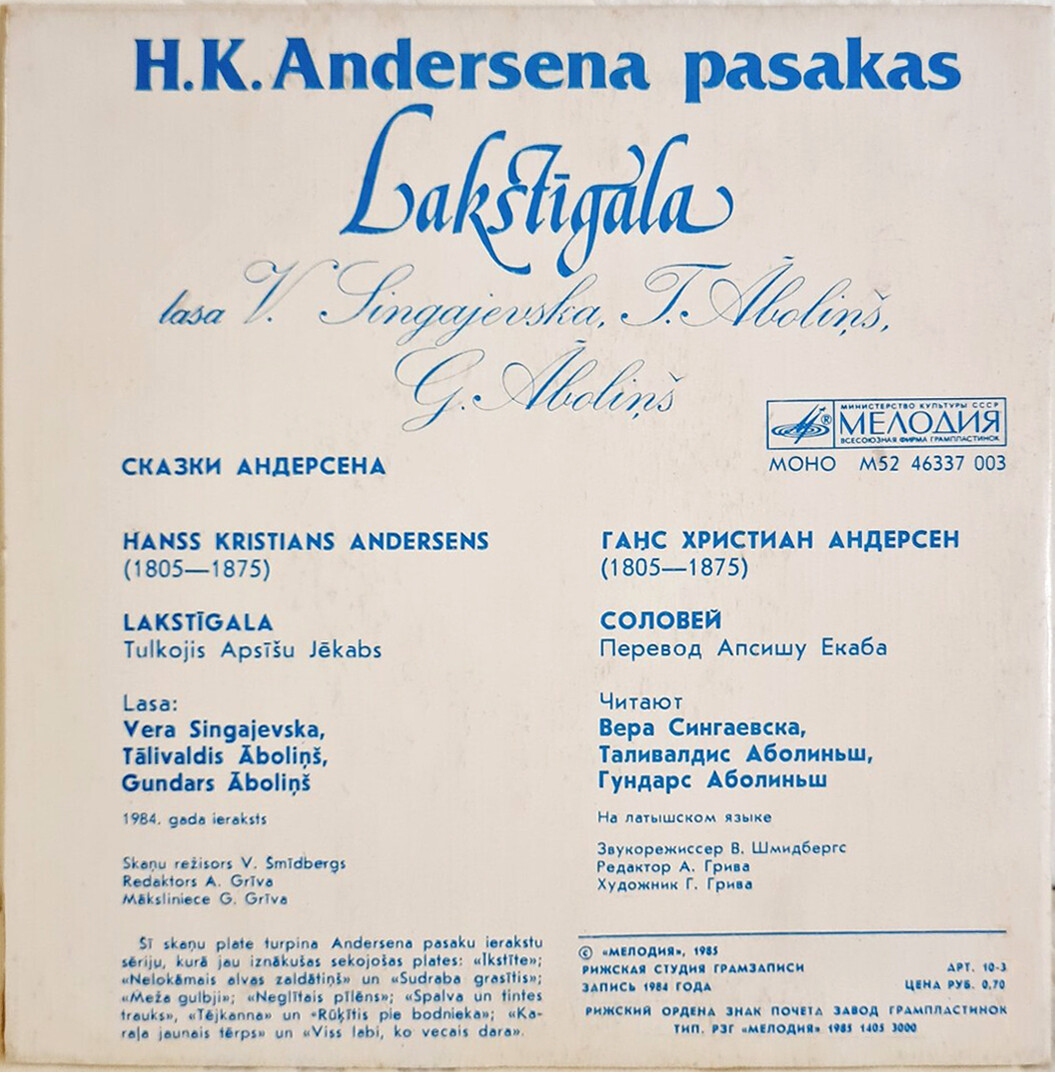 H.K. Andersena pasakas
Lakstīgala
lasa V. Singajevska, T. Āboliņš,
G. Āboliņš
МИНИСТЕРСТВО КУЛЬТУРЫ СССР
® МЕЛОДИЯ
ВСЕСОЮЗНАЯ ФИРМА ГРАМПЛАСТИНОК
МОНО М52 46337 003
СКАЗКИ АНДЕРСЕНА
HANSS KRISTIANS ANDERSENS
(1805—1875)
LAKSTĪGALA
Tulkojis Apsīšu Jēkabs
Lasa:
Vera Singajevska,
Tālivaldis Āboliņš,
Gundars Āboliņš
1984. gada ieraksts
Skaņu režisors V. Šmīdbergs
Redaktors A. Grīva
Māksliniece G. Grīva
ГАНС ХРИСТИАН АНДЕРСЕН
(1805—1875)
СОЛОВЕЙ
Перевод Апсишу Екаба
Читают
Вера Сингаевска,
Таливалдис Аболиньш,
Гундарс Аболиньш
На латышском языке
Звукорежиссер В. Шмидбергс
Редактор А. Грива
Художник Г. Грива
Šī skaņu plate turpina Andersena pasaku ierakstu
sēriju, kurā jau iznākušas sekojošas plates: «Īkstīte»;
«Nelokāmais alvas zaldātiņš» un «Sudraba grasītis»;
«Meža gulbji»; «Neglītais pīlēns»; «Spalva un tintes
trauks», «Tējkanna» un «Rūķītis pie bodnieka»; «Ka-
raļa jaunais tērps» un «Viss labi, ko vecais dara».
© «МЕЛОДИЯ», 1985
РИЖСКАЯ СТУДИЯ ГРАМЗАПИСИ
ЗАПИСЬ 1984 ГОДА
АРТ. 10-3
ЦЕНА РУБ. 0,70
РИЖСКИЙ ОРДЕНА ЗНАК ПОЧЕТА ЗАВОД ГРАМПЛАСТИНОК
ТИП. РЗГ «МЕЛОДИЯ» 1985 1405 3000